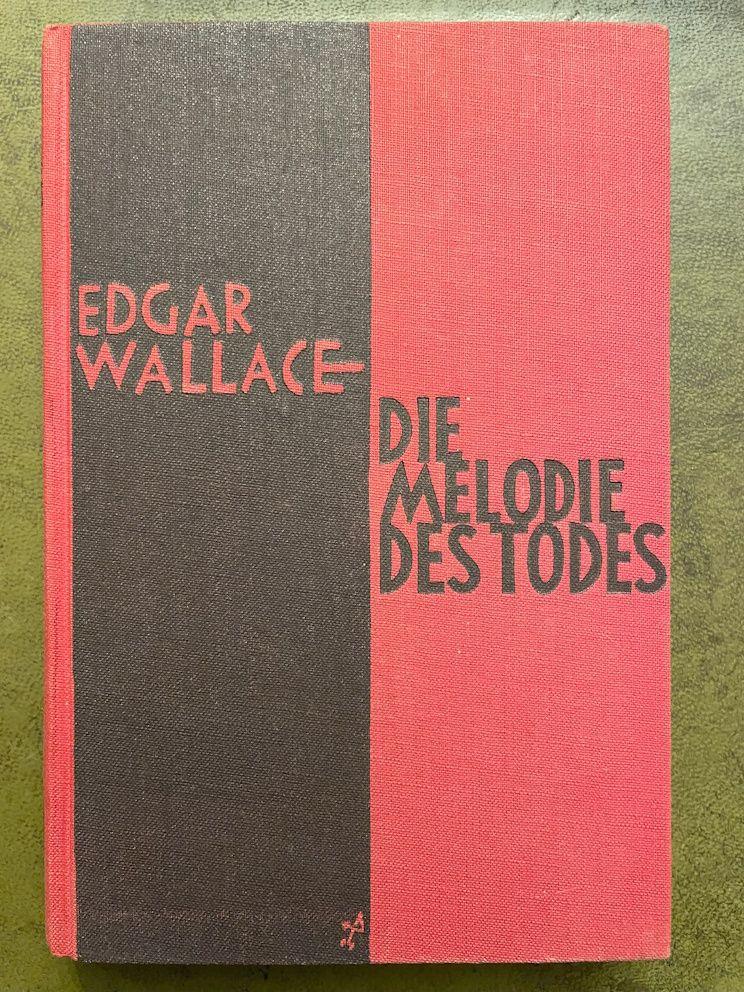 EDGAR
WALLACE
DIE
MELODIE
DES TODES